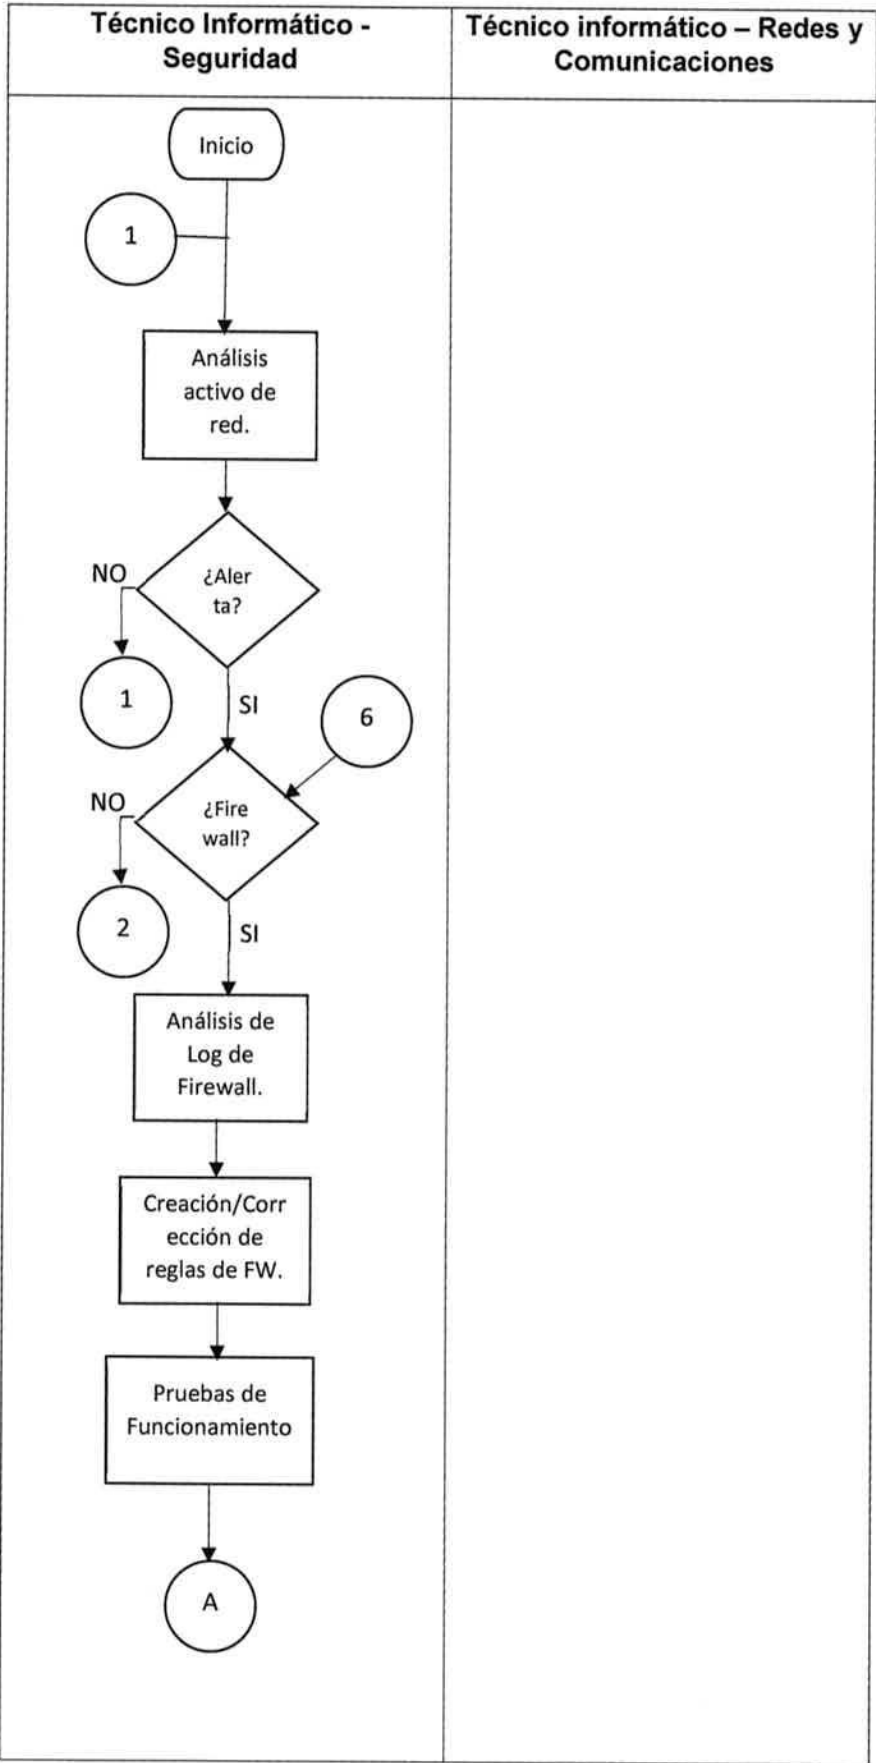 Técnico Informático -
Seguridad
Técnico informático – Redes y
Comunicaciones
Inicio
1
Análisis
activo de
red.
NO
¿Aler
ta?
1
SI
6
NO
¿Fire
wall?
2
SI
Análisis de
Log de
Firewall.
Creación/Corr
ección de
reglas de FW.
Pruebas de
Funcionamiento
A